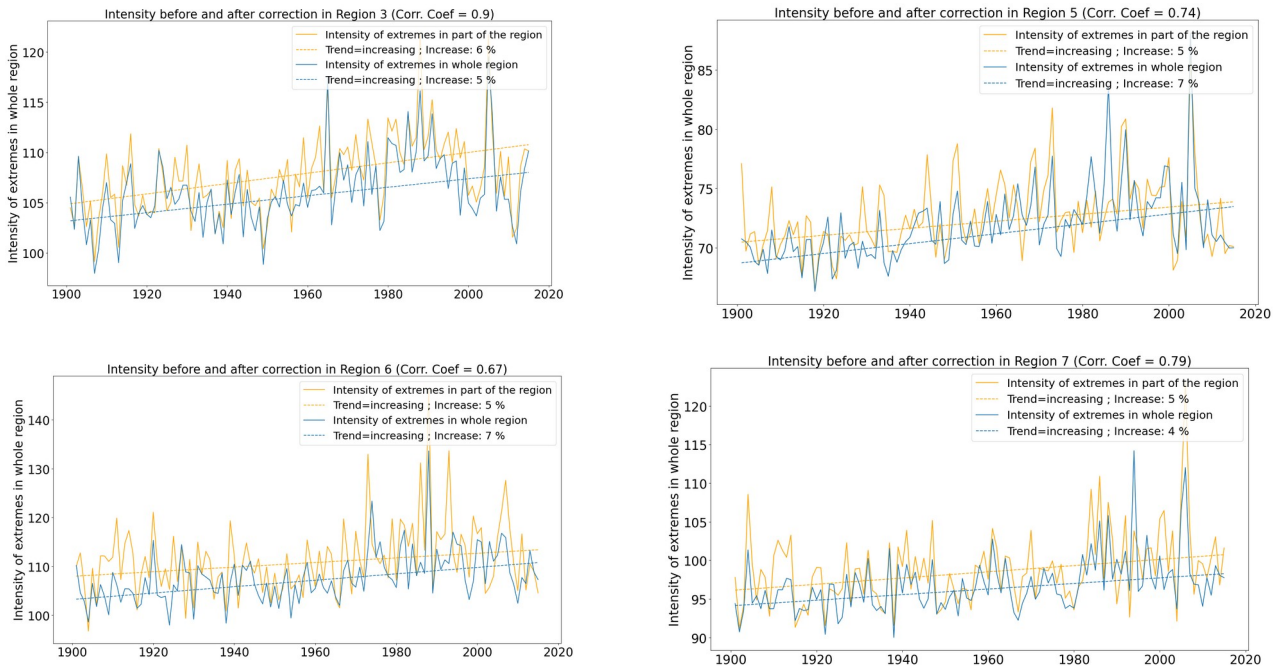 Intensity before and after correction in Region 3 (Corr. Coef = 0.9)
Intensity of extremes in whole region
120
115
110
105
100
Intensity of extremes in part of the region
Trend=increasing ; Increase: 6 %
Intensity of extremes in whole region
Trend=increasing ; Increase: 5 %
1900 1920 1940 1960 1980 2000 2020
Intensity before and after correction in Region 5 (Corr. Coef = 0.74)
Intensity of extremes in whole region
85
80
75
70
Intensity of extremes in part of the region
Trend=increasing ; Increase: 5 %
Intensity of extremes in whole region
Trend=increasing ; Increase: 7 %
1900 1920 1940 1960 1980 2000 2020
Intensity before and after correction in Region 6 (Corr. Coef = 0.67)
Intensity of extremes in whole region
140
130
120
110
100
Intensity of extremes in part of the region
Trend=increasing ; Increase: 5 %
Intensity of extremes in whole region
Trend=increasing ; Increase: 7 %
1900 1920 1940 1960 1980 2000 2020
Intensity before and after correction in Region 7 (Corr. Coef = 0.79)
Intensity of extremes in whole region
120
115
110
105
100
95
90
Intensity of extremes in part of the region
Trend=increasing ; Increase: 5 %
Intensity of extremes in whole region
Trend=increasing ; Increase: 4 %
1900 1920 1940 1960 1980 2000 2020